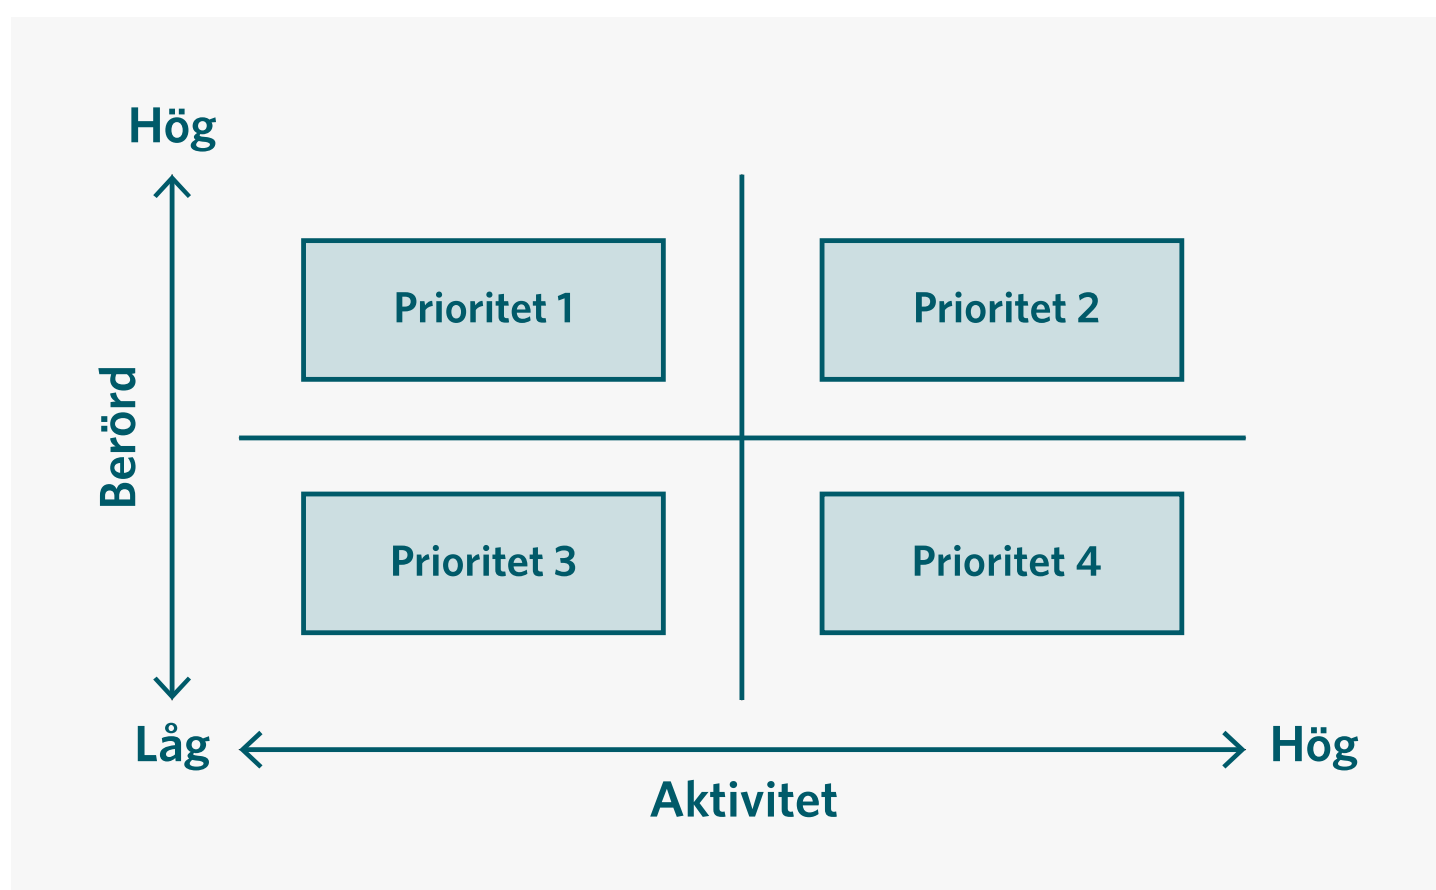 Hög
Prioritet 1
Prioritet 2
Berörd
Prioritet 3
Prioritet 4
Låg
Hög
Aktivitet